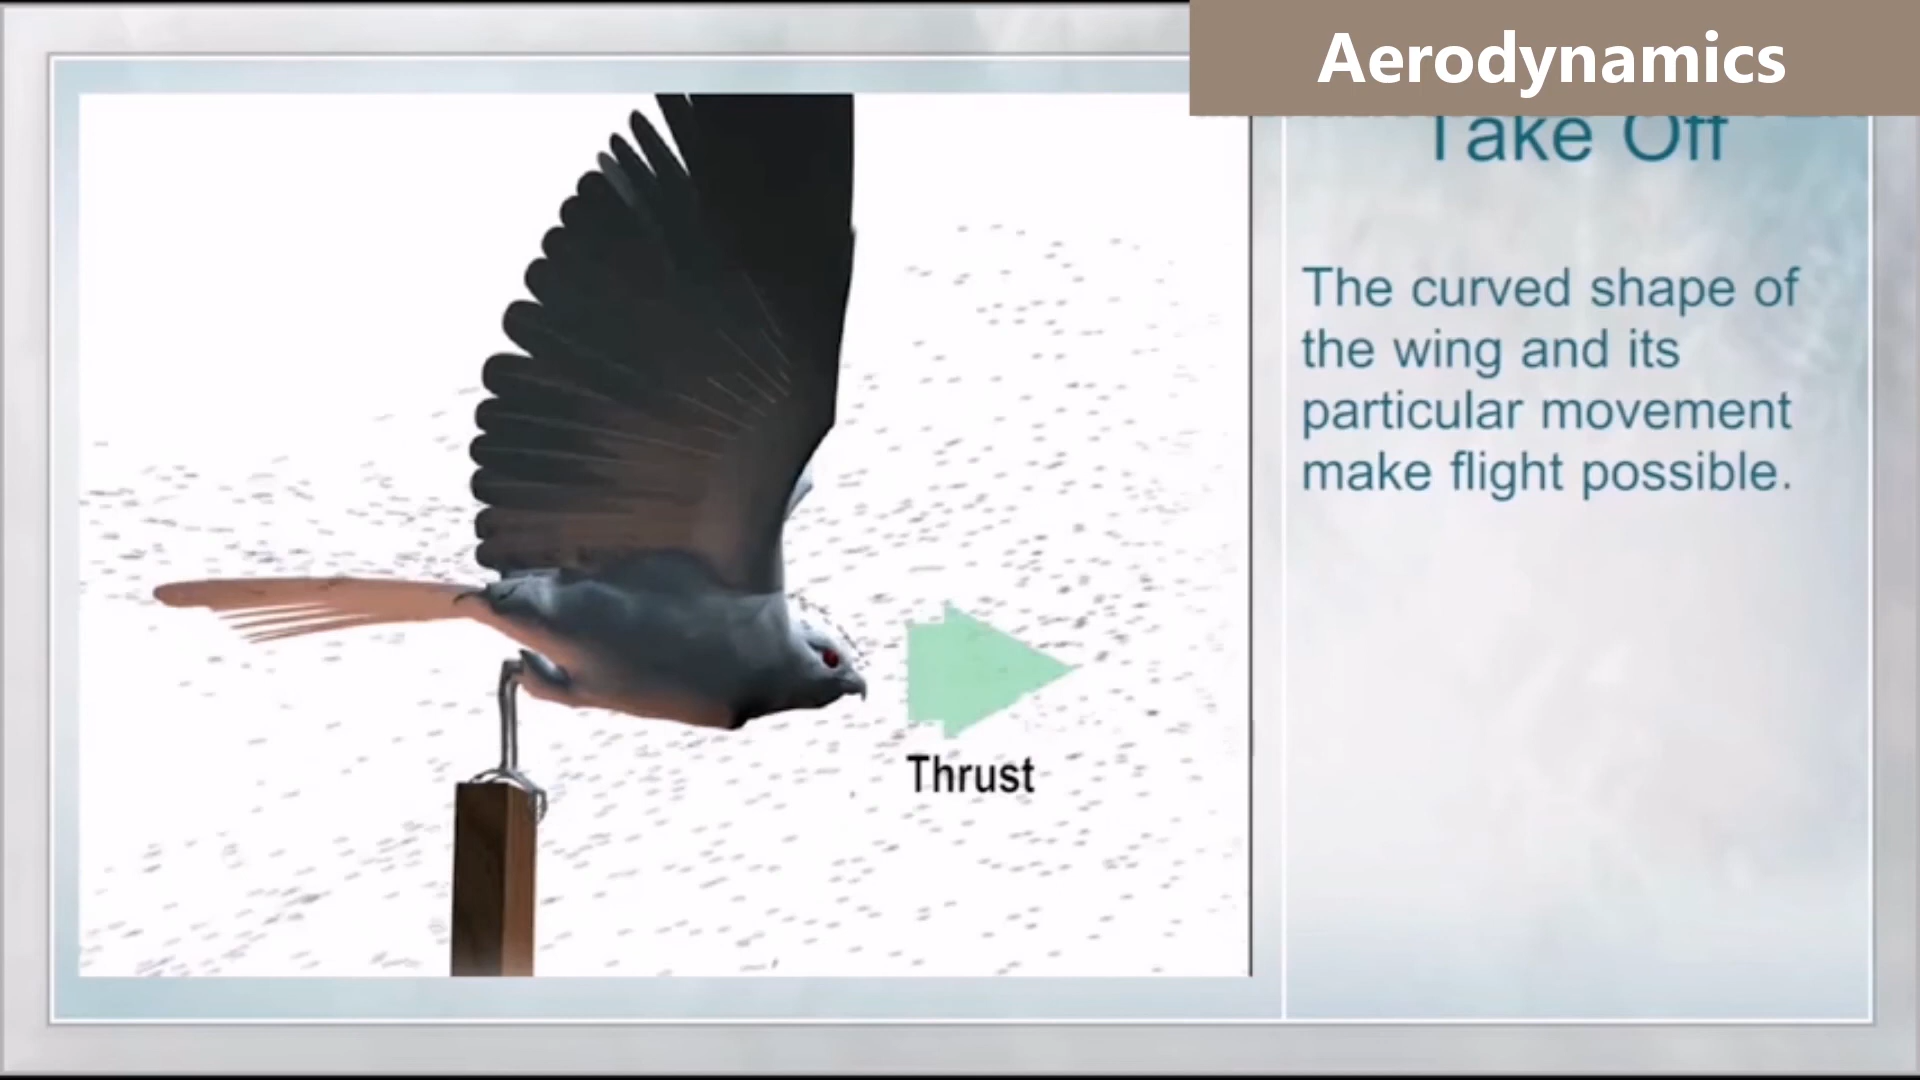 Aerodynamics
Take Off
The curved shape of
the wing and its
particular movement
make flight possible.
Thrust